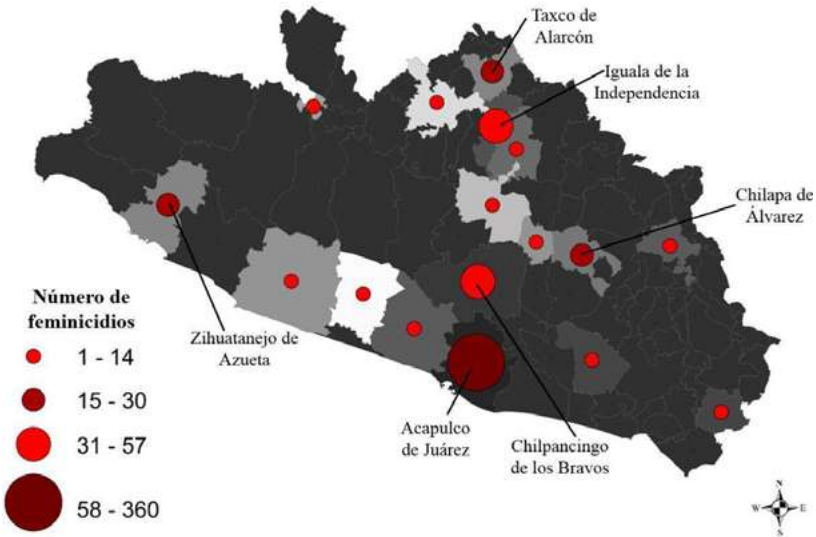 Taxco de
Alarcón
Iguala de la
Independencia
Chilapa de
Álvarez
Número de
feminicidios
1 - 14
15 - 30
31 - 57
58 - 360
Zihuatanejo de
Azueta
Acapulco
de Juárez
Chilpancingo
de los Bravos
N
W
E
S